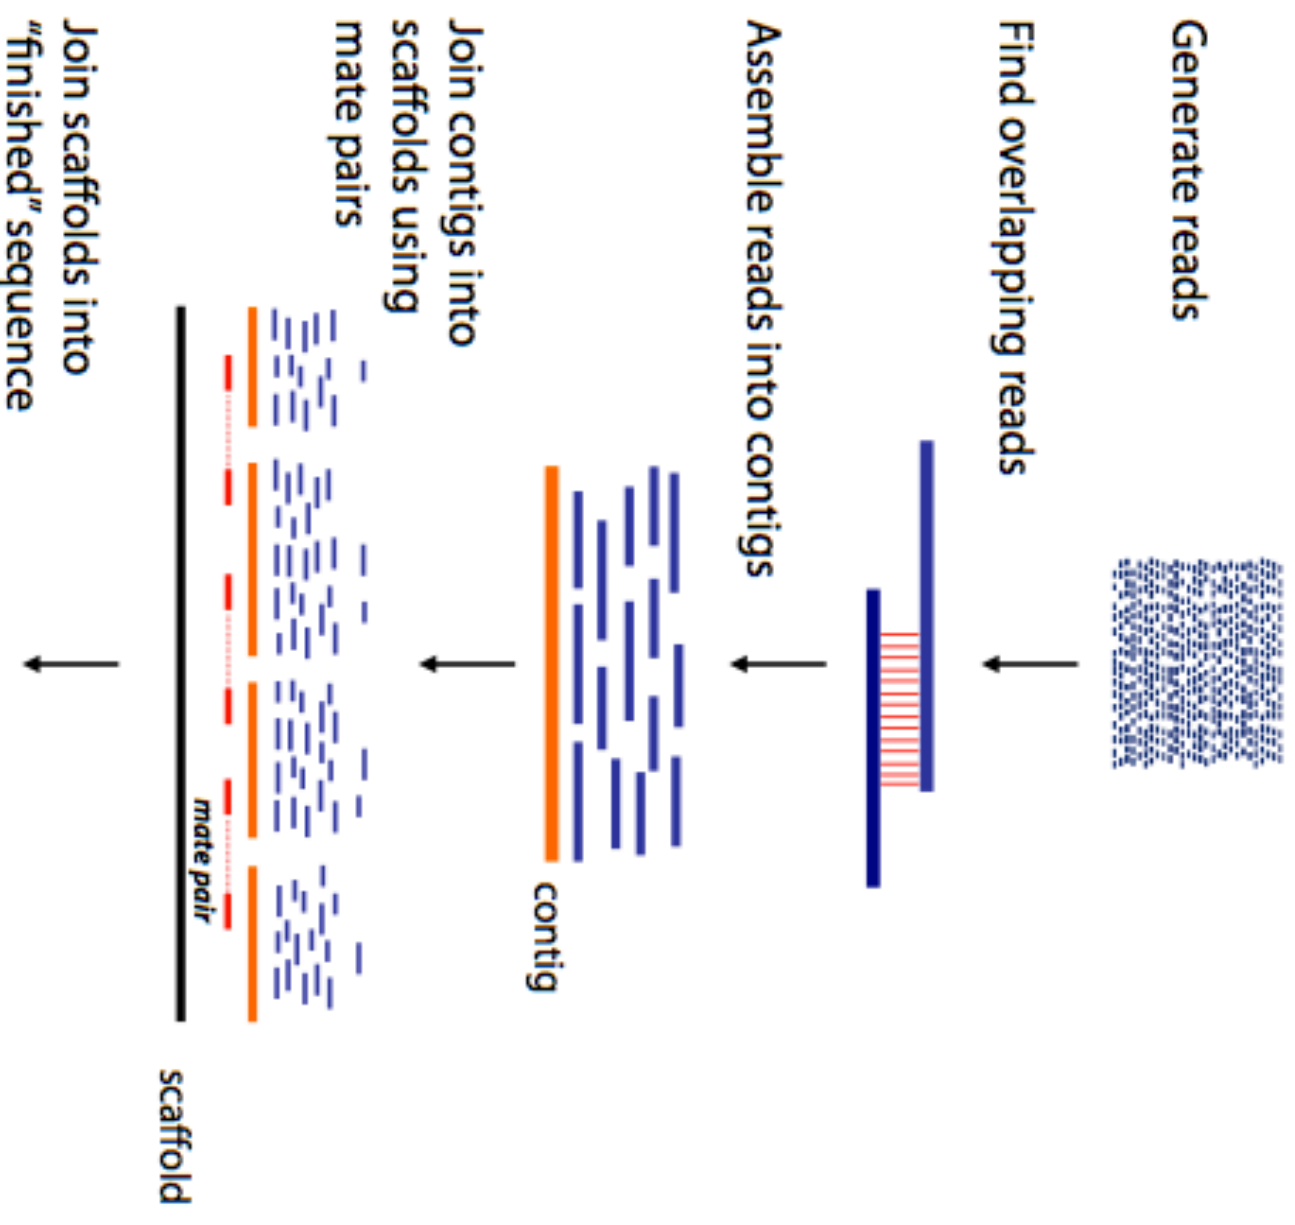 Generate reads
Find overlapping reads
Assemble reads into contigs
contig
Join contigs into
scaffolds using
mate pairs
mate pair
scaffold
Join scaffolds into
“finished” sequence